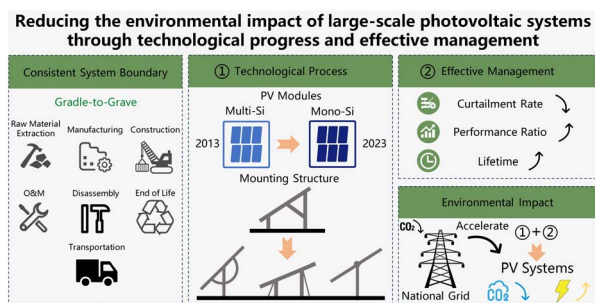 Reducing the environmental impact of large-scale photovoltaic systems
through technological progress and effective management
Consistent System Boundary
Gradle-to-Grave
Raw Material
Extraction
Manufacturing
Construction
O&M
Disassembly
End of Life
Transportation
① Technological Process
PV Modules
Multi-Si
Mono-Si
2013
2023
Mounting Structure
② Effective Management
Curtailment Rate
Performance Ratio
Lifetime
Environmental Impact
CO₂
Accelerate
①+②
PV Systems
National Grid
CO₂